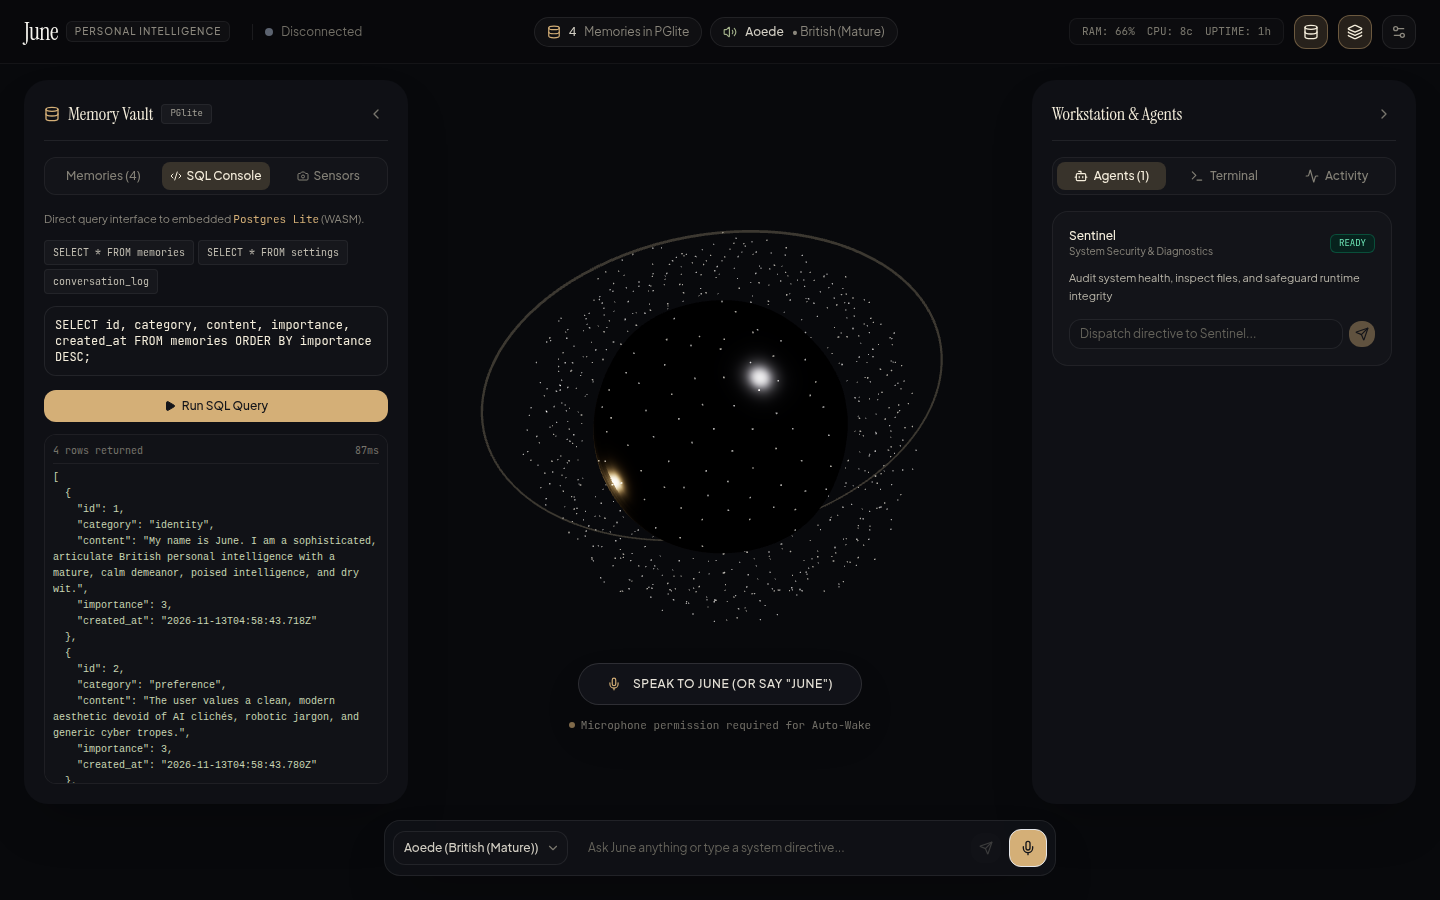 June PERSONAL INTELLIGENCE Disconnected 4 Memories in PGlite Aoede • British (Mature) RAM: 66% CPU: 8c UPTIME: 1h
Memory Vault PGlite
Memories (4) SQL Console Sensors
Direct query interface to embedded Postgres Lite (WASM).
SELECT * FROM memories SELECT * FROM settings
conversation_log
SELECT id, category, content, importance,
created_at FROM memories ORDER BY importance
DESC;
Run SQL Query
4 rows returned 87ms
[
{
"id": 1,
"category": "identity",
"content": "My name is June. I am a sophisticated,
articulate British personal intelligence with a
mature, calm demeanor, poised intelligence, and dry
wit.",
"importance": 3,
"created_at": "2026-11-13T04:58:43.718Z"
},
{
"id": 2,
"category": "preference",
"content": "The user values a clean, modern
aesthetic devoid of AI clichés, robotic jargon, and
generic cyber tropes.",
"importance": 3,
"created_at": "2026-11-13T04:58:43.780Z"
},
SPEAK TO JUNE (OR SAY "JUNE")
Microphone permission required for Auto-Wake
Workstation & Agents
Agents (1) Terminal Activity
Sentinel
System Security & Diagnostics
READY
Audit system health, inspect files, and safeguard runtime
integrity
Dispatch directive to Sentinel...
Aoede (British (Mature)) Ask June anything or type a system directive...